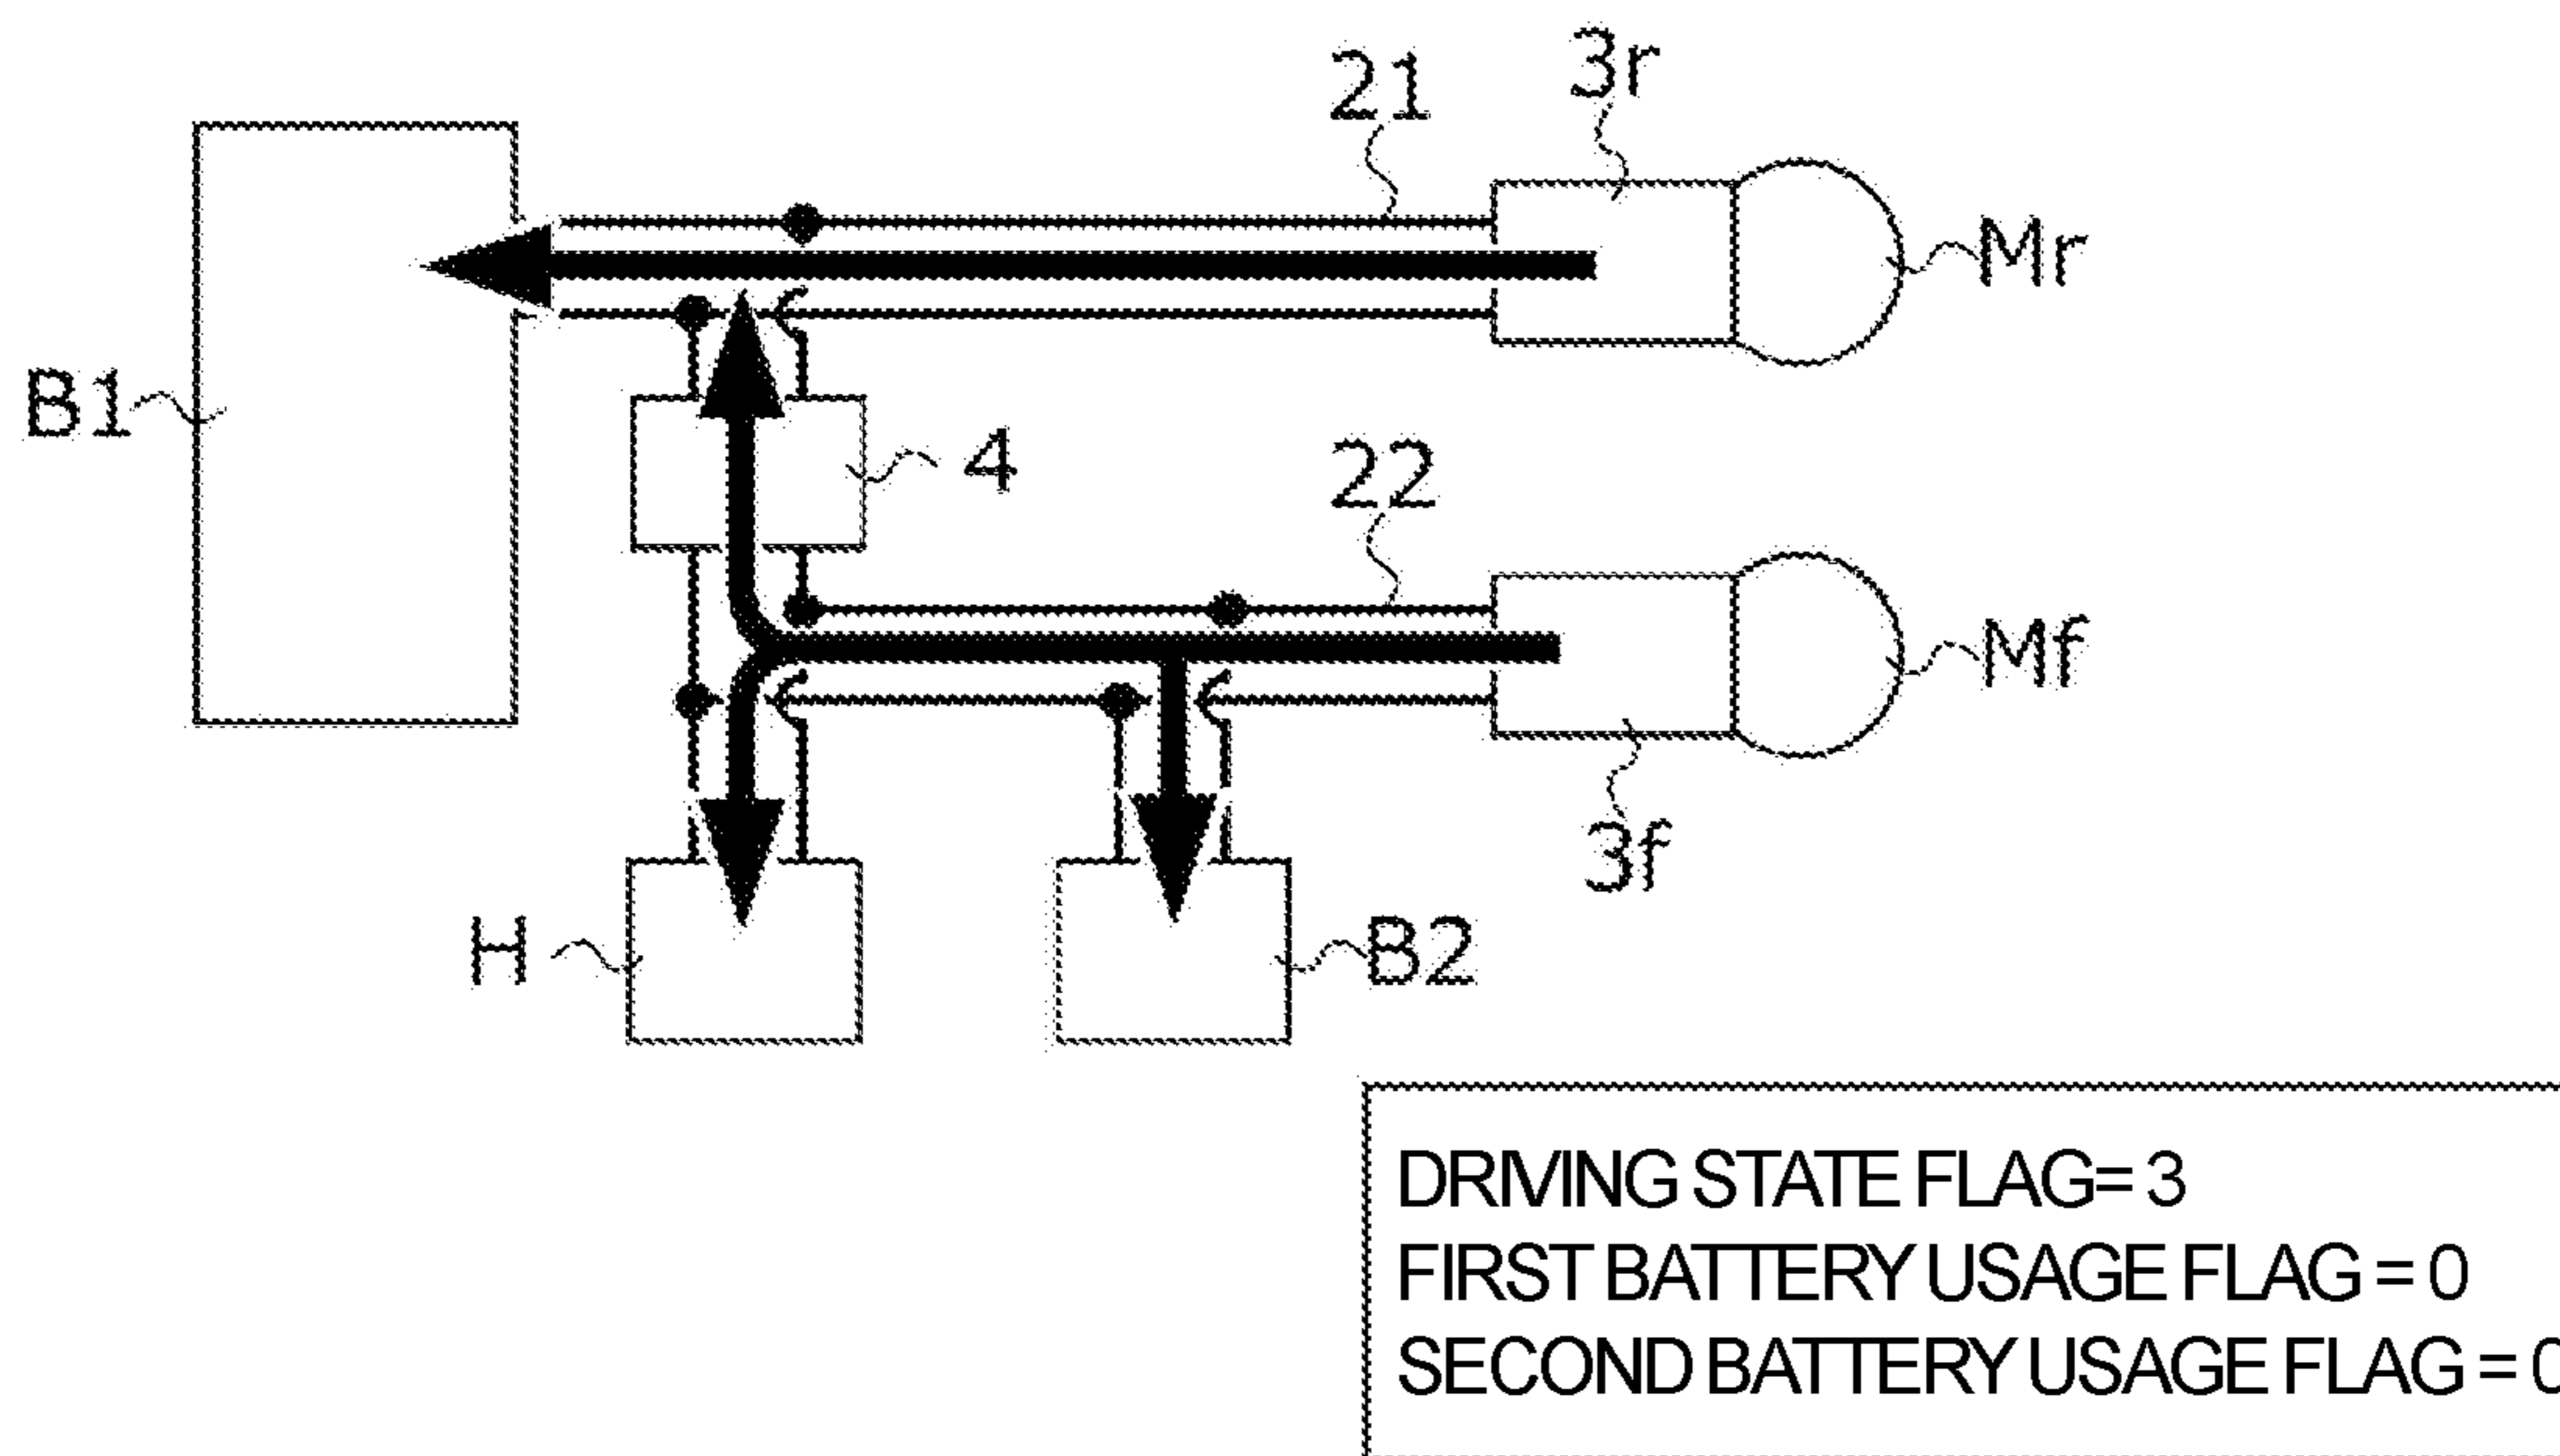 3r
21
Mr
B1
4
22
Mf
3f
H
B2
DRIVING STATE FLAG= 3
FIRST BATTERY USAGE FLAG = 0
SECOND BATTERY USAGE FLAG = 0